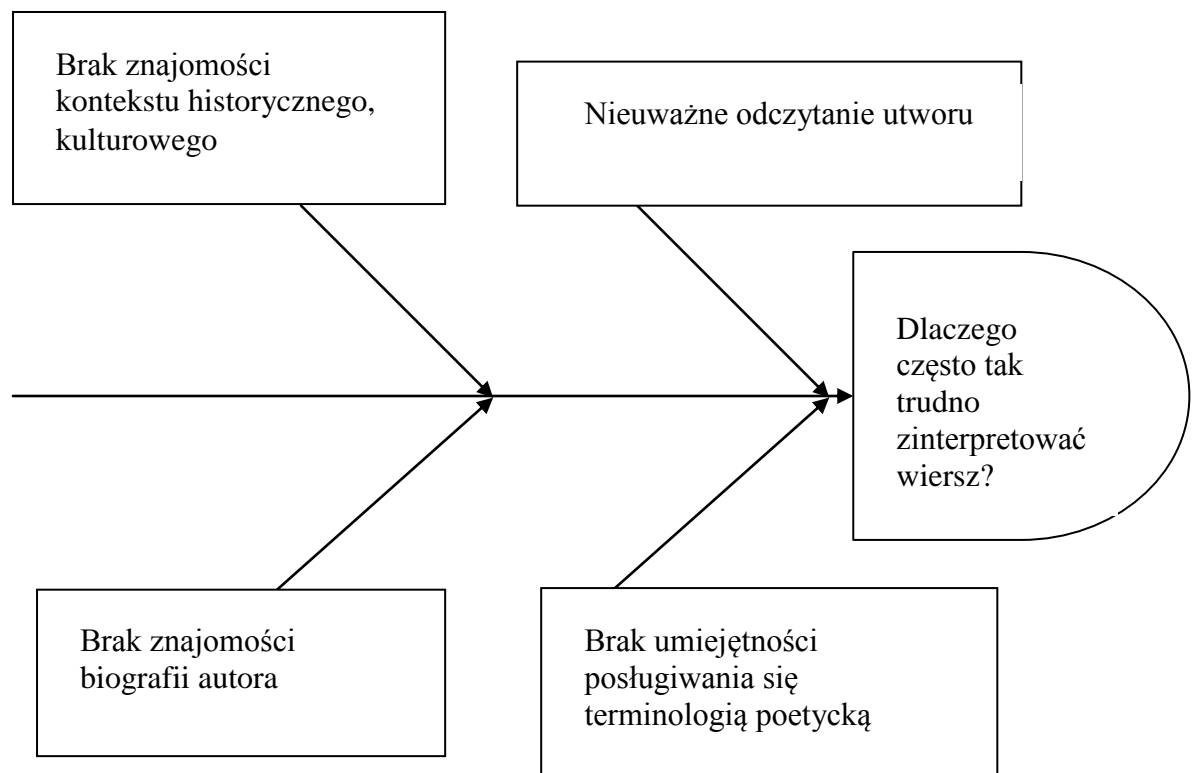 Brak znajomości
kontekstu historycznego,
kulturowego
Nieuważne odczytanie utworu
Dlaczego
często tak
trudno
zinterpretować
wiersz?
Brak znajomości
biografii autora
Brak umiejętności
posługiwania się
terminologią poetycką